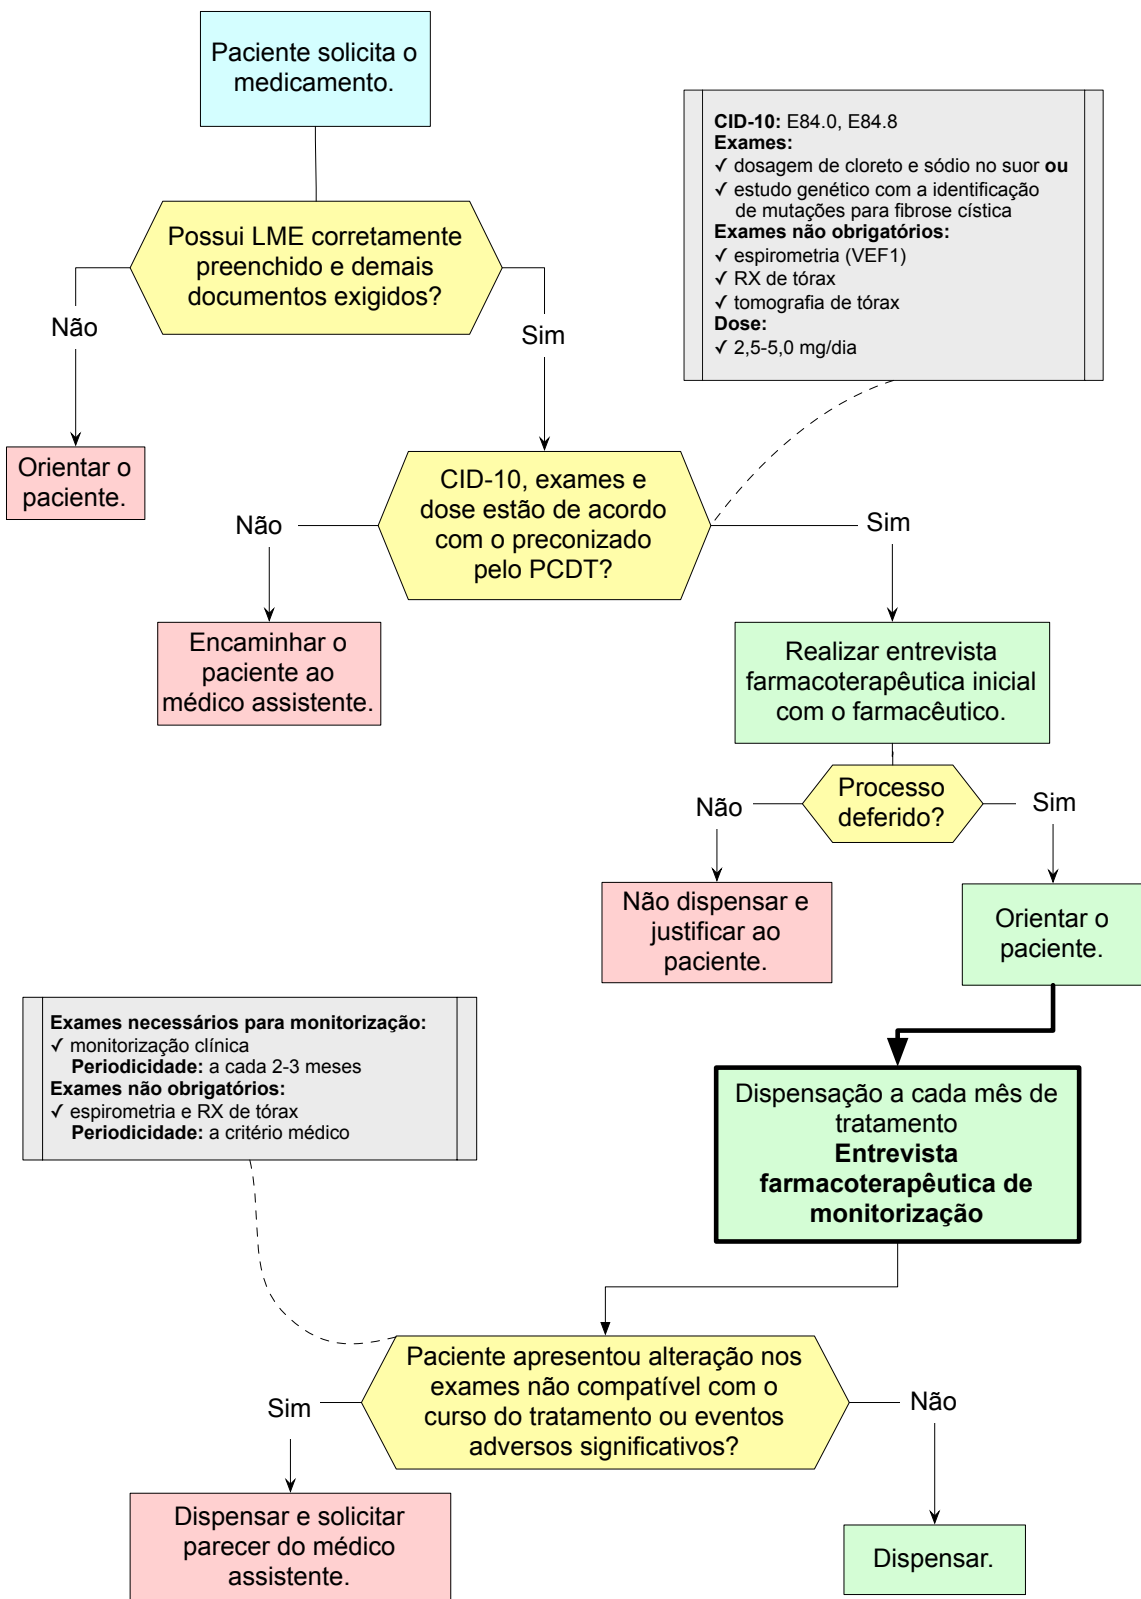 Paciente solicita o
medicamento.
CID-10: E84.0, E84.8
Exames:
✓ dosagem de cloreto e sódio no suor ou
✓ estudo genético com a identificação
de mutações para fibrose cística
Exames não obrigatórios:
✓ espirometria (VEF1)
✓ RX de tórax
✓ tomografia de tórax
Dose:
✓ 2,5-5,0 mg/dia
Possui LME corretamente
preenchido e demais
documentos exigidos?
Não
Sim
Orientar o
paciente.
CID-10, exames e
dose estão de acordo
com o preconizado
pelo PCDT?
Não
Sim
Encaminhar o
paciente ao
médico assistente.
Realizar entrevista
farmacoterapêutica inicial
com o farmacêutico.
Processo
deferido?
Não
Sim
Não dispensar e
justificar ao
paciente.
Orientar o
paciente.
Exames necessários para monitorização:
✓ monitorização clínica
Periodicidade: a cada 2-3 meses
Exames não obrigatórios:
✓ espirometria e RX de tórax
Periodicidade: a critério médico
Dispensação a cada mês de
tratamento
Entrevista
farmacoterapêutica de
monitorização
Paciente apresentou alteração nos
exames não compatível com o
curso do tratamento ou eventos
adversos significativos?
Sim
Não
Dispensar e solicitar
parecer do médico
assistente.
Dispensar.